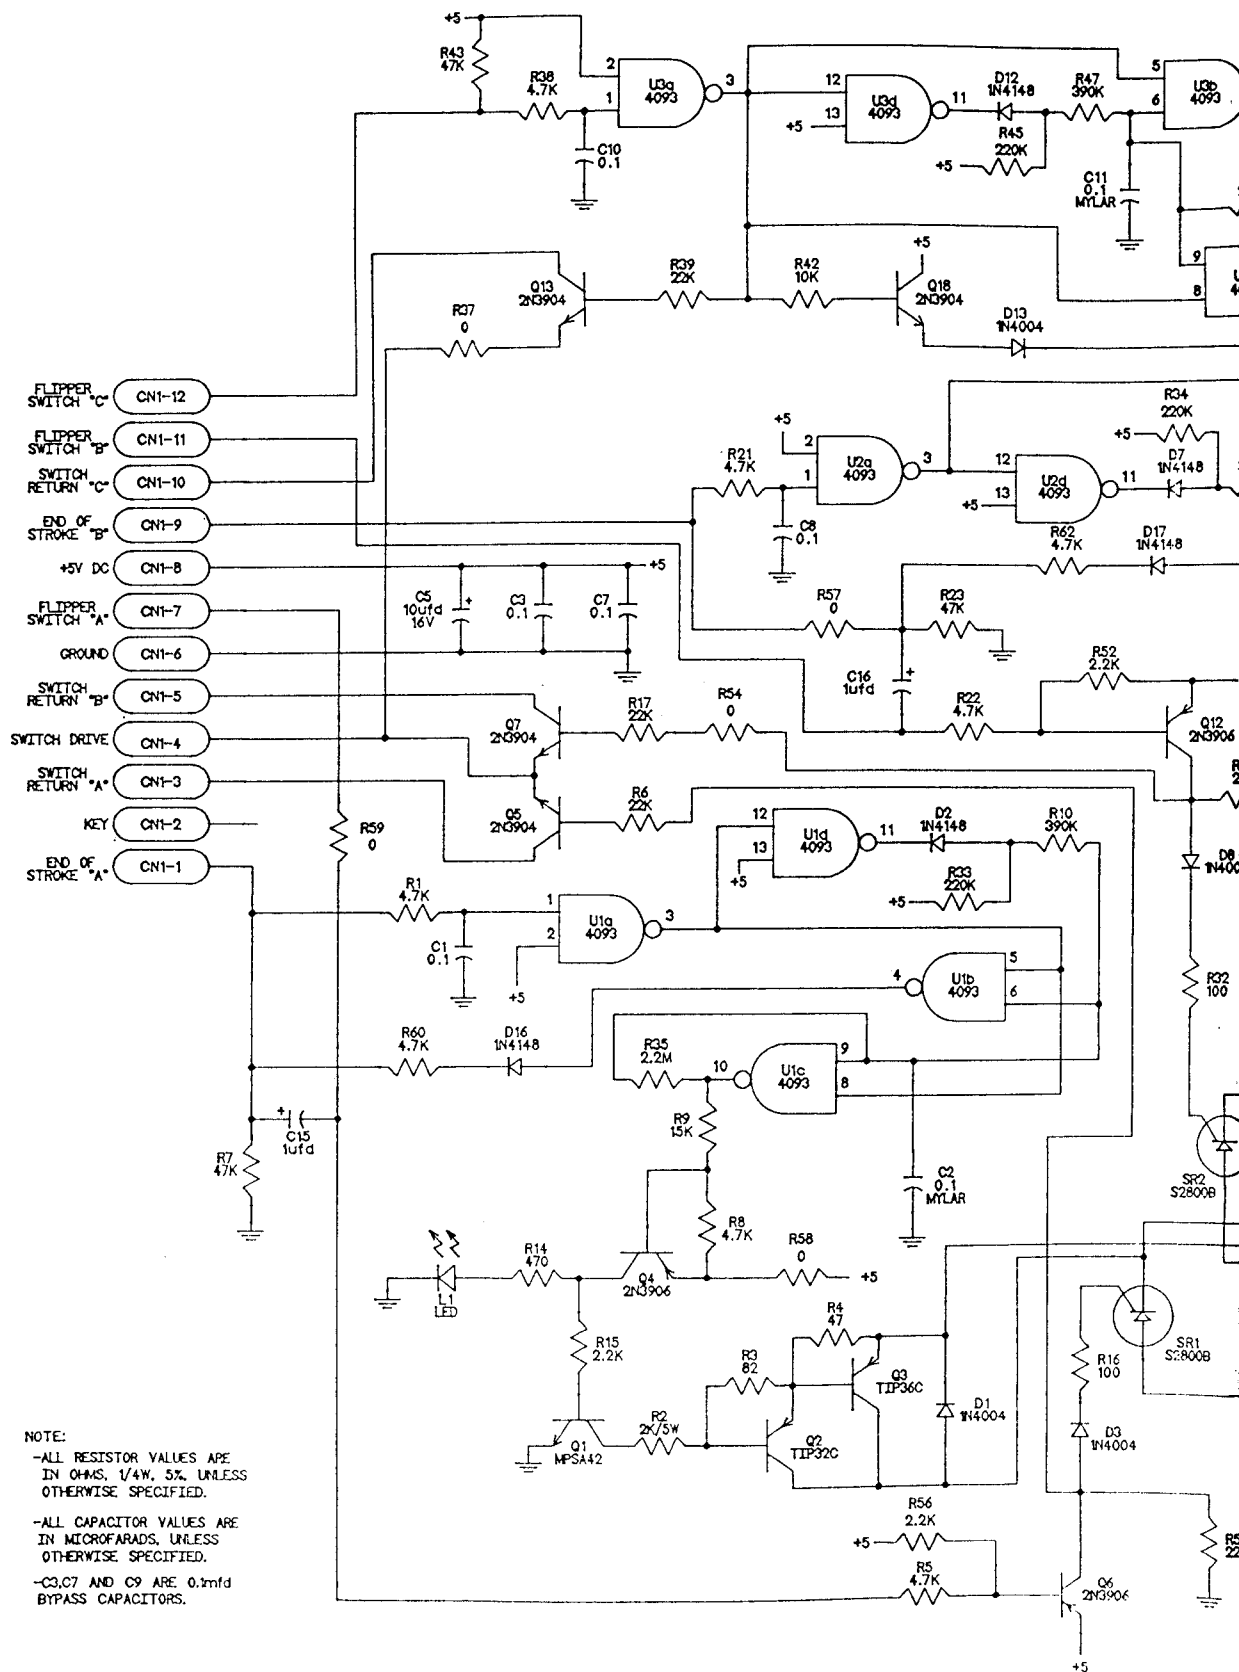 +5
R43
47K
R38
4.7K
2
1
U3a
4093
3
C10
0.1
12
13
+5
U3d
4093
11
D12
1N4148
R47
390K
R45
220K
+5
5
6
U3b
4093
C11
0.1
MYLAR
9
8
+5
Q13
2N3904
R39
22K
R42
10K
Q18
2N3904
R37
0
D13
1N4004
FLIPPER
SWITCH "C"
CN1-12
FLIPPER
SWITCH "B"
CN1-11
SWITCH
RETURN "C"
CN1-10
END OF
STROKE "B"
CN1-9
+5V DC
CN1-8
FLIPPER
SWITCH "A"
CN1-7
GROUND
CN1-6
SWITCH
RETURN "B"
CN1-5
SWITCH DRIVE
CN1-4
SWITCH
RETURN "A"
CN1-3
KEY
CN1-2
END OF
STROKE "A"
CN1-1
+5
R21
4.7K
2
1
U2a
4093
3
C8
0.1
12
13
+5
U2d
4093
11
R34
220K
+5
D7
1N4148
R62
4.7K
D17
1N4148
C5
10ufd
16V
+
C3
0.1
C7
0.1
+5
R57
0
R23
47K
C16
1ufd
+
R22
4.7K
R52
2.2K
Q12
2N3906
Q7
2N3904
R17
22K
R54
0
Q5
2N3904
R6
22K
R59
0
12
13
+5
U1d
4093
11
D2
1N4148
R10
390K
R33
220K
+5
D8
R32
100
R1
4.7K
C1
0.1
1
2
+5
U1a
4093
3
4
U1b
4093
5
6
R60
4.7K
D16
1N4148
R35
2.2M
10
U1c
4093
9
8
+
C15
1ufd
R7
47K
R9
15K
C2
0.1
MYLAR
SR2
S2800B
R8
4.7K
R58
0
+5
L1
LED
R14
470
Q4
2N3906
R15
2.2K
R4
47
R3
82
Q3
TIP36C
R2
2K/5W
Q1
MPSA42
Q2
TIP32C
D1
1N4004
SR1
S2800B
R16
100
D3
1N4004
R56
2.2K
+5
R5
4.7K
Q6
2N3906
+5
NOTE:
-ALL RESISTOR VALUES ARE
IN OHMS, 1/4W, 5%, UNLESS
OTHERWISE SPECIFIED.
-ALL CAPACITOR VALUES ARE
IN MICROFARADS, UNLESS
OTHERWISE SPECIFIED.
-C3,C7 AND C9 ARE 0.1mfd
BYPASS CAPACITORS.